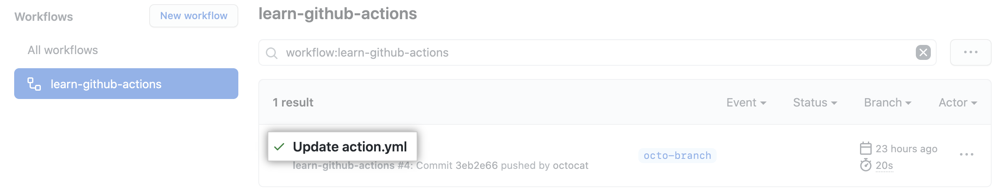 Workflows
New workflow
All workflows
learn-github-actions
learn-github-actions
workflow:learn-github-actions
1 result
Event
Status
Branch
Actor
Update action.yml
learn-github-actions #4: Commit 3eb2e66 pushed by octocat
octo-branch
23 hours ago
20s